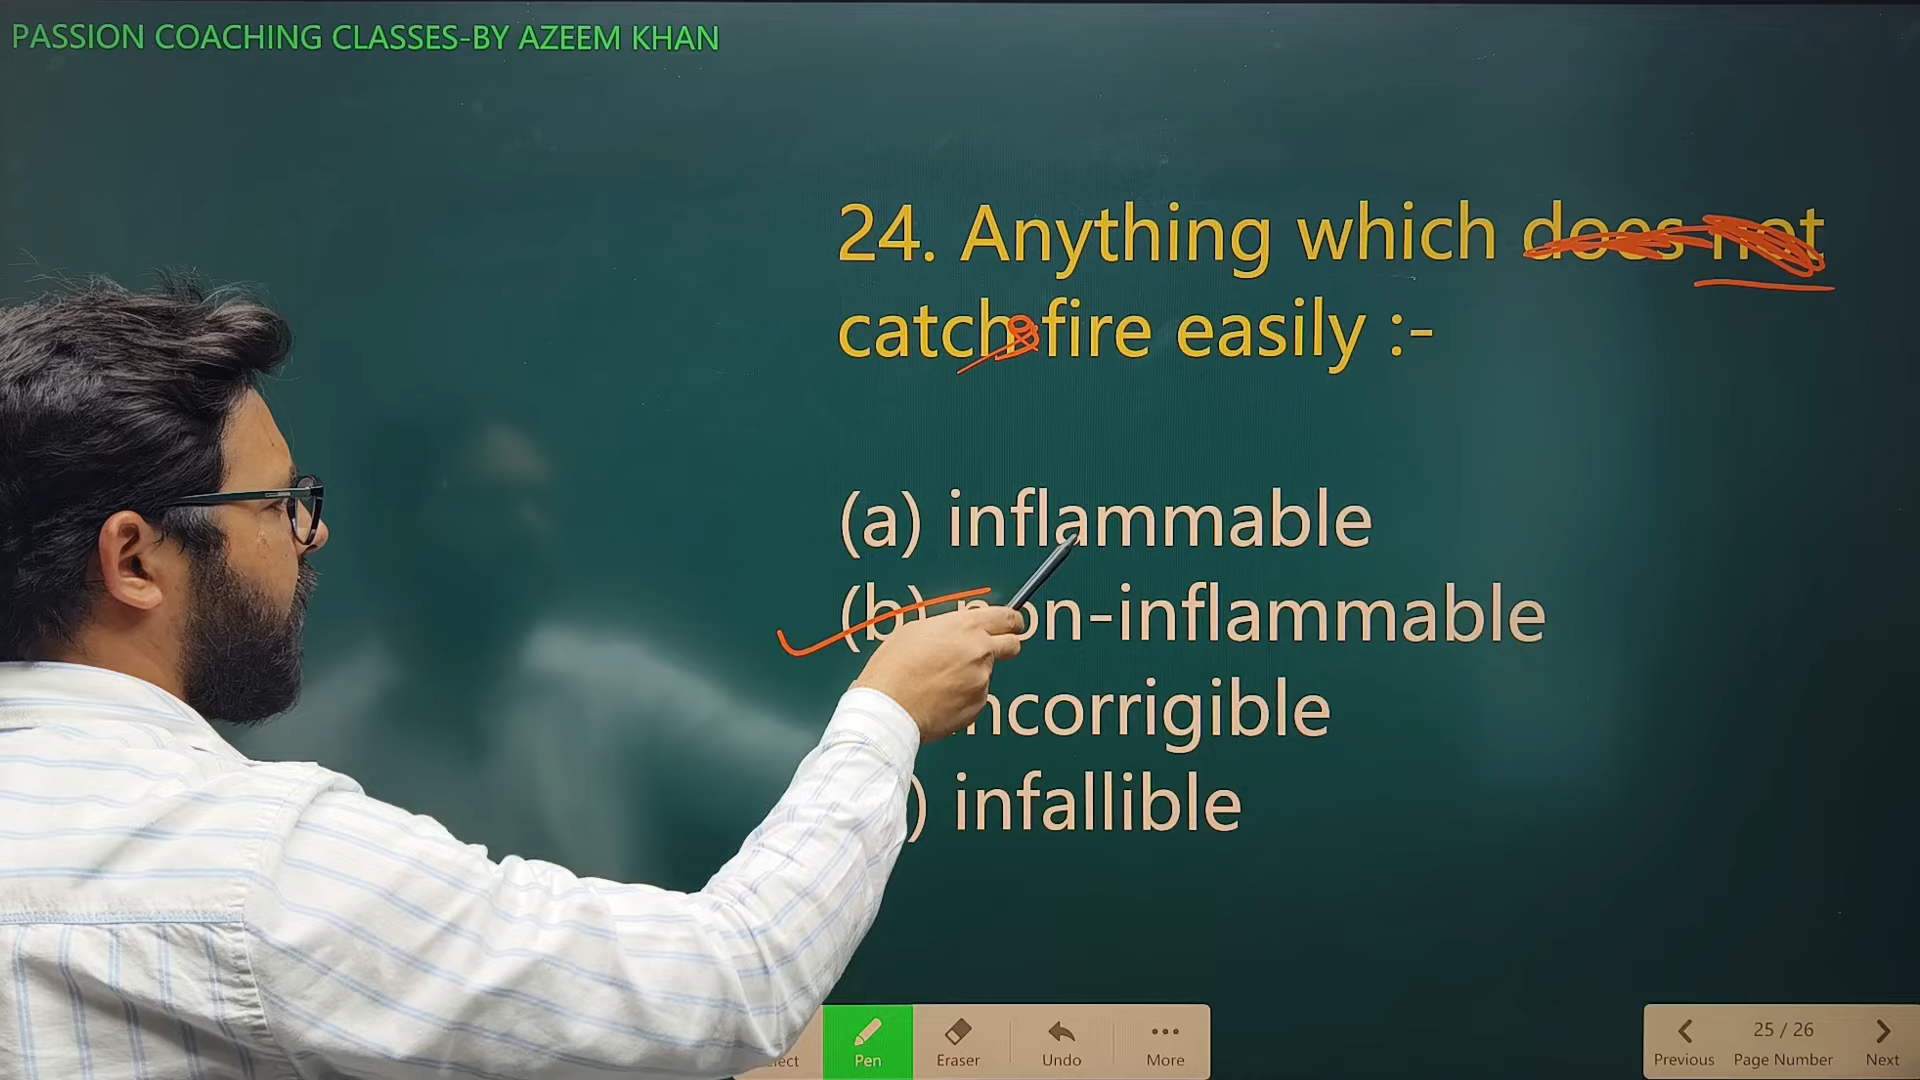 PASSION COACHING CLASSES-BY AZEEM KHAN
24. Anything which does not
catch fire easily :-
(a) inflammable
(b) non-inflammable
incorrigible
) infallible
Pen
Eraser
Undo
More
25 / 26
Previous
Page Number
Next